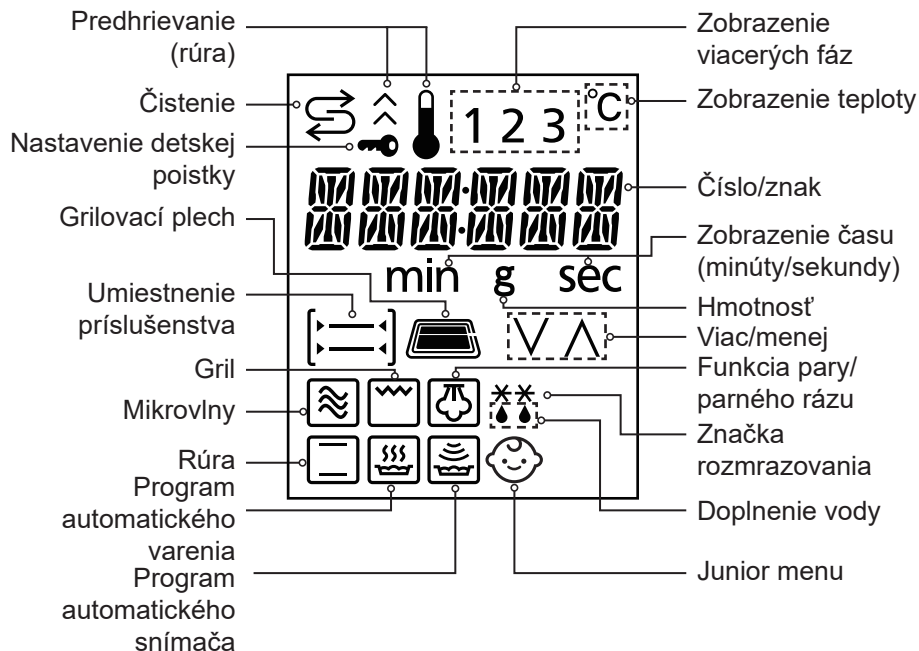 Predhrievanie
(rúra)
Čistenie
Nastavenie detskej
poistky
Grilovací plech
Umiestnenie
príslušenstva
Gril
Mikrovlny
Rúra
Program
automatického
varenia
Program
automatického
snímača
1 2 3
°C
min g sec
Zobrazenie
viacerých fáz
Zobrazenie teploty
Číslo/znak
Zobrazenie času
(minúty/sekundy)
Hmotnosť
Viac/menej
Funkcia pary/
parného rázu
Značka
rozmrazovania
Doplnenie vody
Junior menu